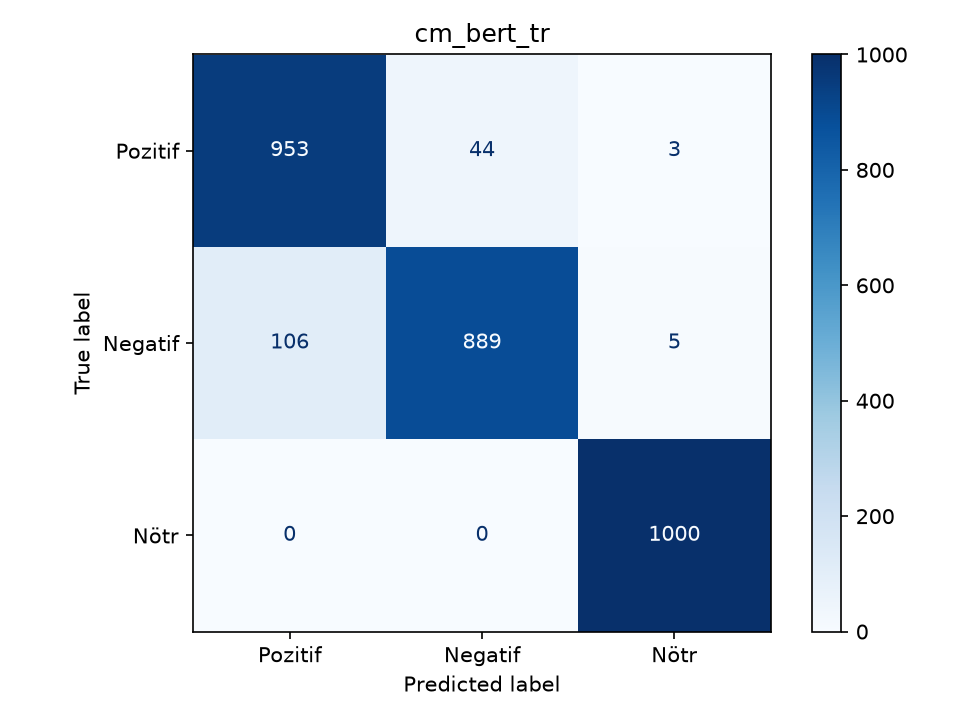 cm_bert_tr
True label
Pozitif 953 44 3
Negatif 106 889 5
Nötr 0 0 1000
Pozitif Negatif Nötr
Predicted label
1000
800
600
400
200
0